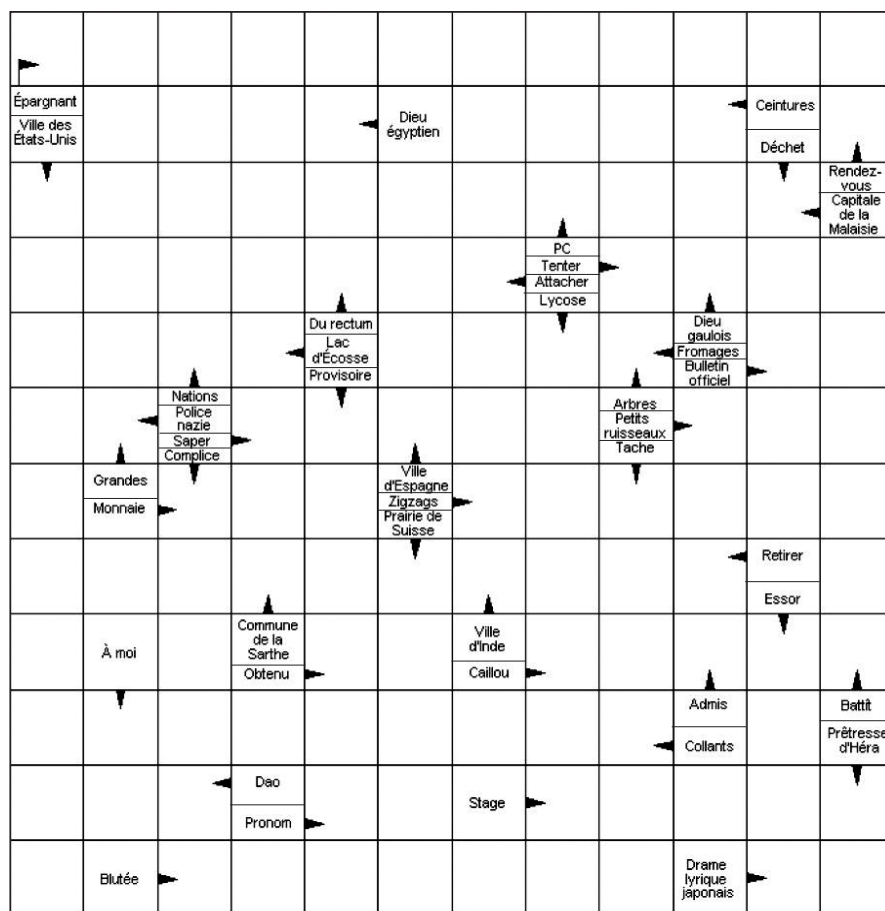 Épargnant
Ville des
États-Unis
Dieu
égyptien
Ceintures
Déchet
Rendez-
vous
Capitale
de la
Malaisie
PC
Tenter
Attacher
Lycose
Du rectum
Lac
d'Écosse
Provisoire
Dieu
gaulois
Fromages
Bulletin
officiel
Nations
Police
nazie
Saper
Complice
Arbres
Petits
ruisseaux
Tache
Grandes
Monnaie
Ville
d'Espagne
Zigzags
Prairie de
Suisse
Retirer
Essor
À moi
Commune
de la
Sarthe
Obtenu
Ville
d'Inde
Caillou
Admis
Collants
Battît
Prêtresse
d'Héra
Dao
Pronom
Stage
Blutée
Drame
lyrique
japonais